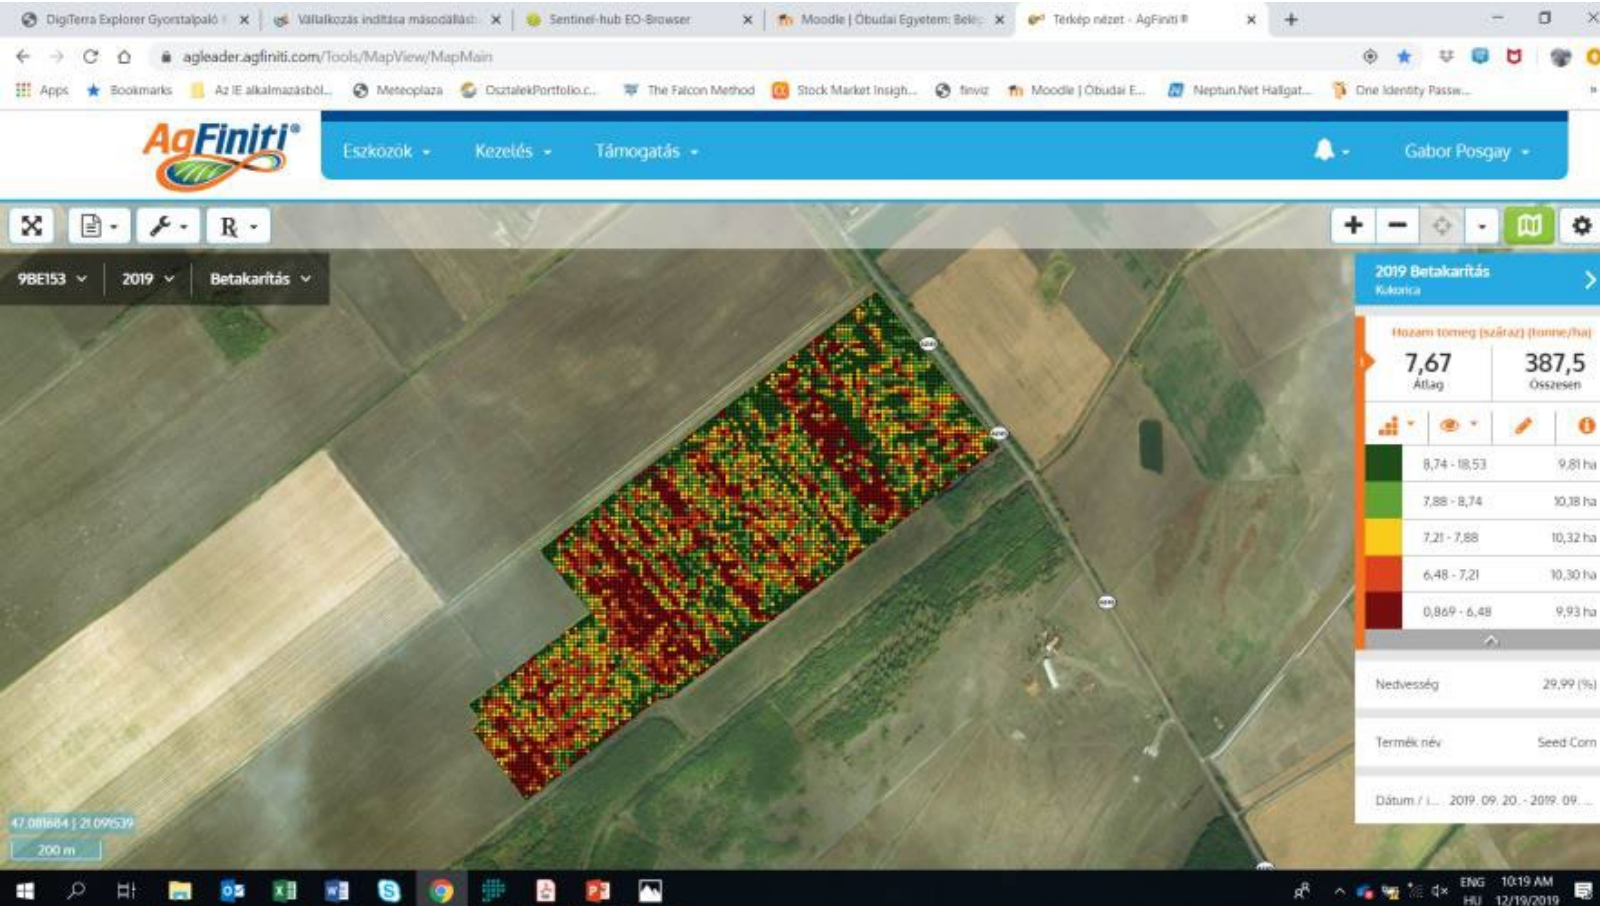 DigiTerra Explorer Gyorstalpaló
Vállalkozás indítása másodállást
Sentinel-hub EO-Browser
Moodle | Óbudai Egyetem: Belép
Térkép nézet - AgFiniti ®
agleader.agfiniti.com/Tools/MapView/MapMain
Apps
Bookmarks
Az IE alkalmazásból...
Meteoplaza
OsztalekPortfolio.c...
The Falcon Method
Stock Market Insigh...
finviz
Moodle | Óbudai E...
Neptun.Net Hallgat...
One Identity Passw...
AgFiniti®
Eszközök
Kezelés
Támogatás
Gabor Posgay
9BE153
2019
Betakarítás
2019 Betakarítás
Kukorica
Hozam tömeg (száraz) (tonne/ha)
7,67
387,5
Átlag
Összesen
8,74 - 18,53 9,81 ha
7,88 - 8,74 10,18 ha
7,21 - 7,88 10,32 ha
6,48 - 7,21 10,30 ha
0,869 - 6,48 9,93 ha
Nedvesség 29,99 (%)
Termék név Seed Corn
Dátum / i... 2019. 09. 20. - 2019. 09. ...
47.081684 | 21.091539
200 m
ENG 10:19 AM
HU 12/19/2019